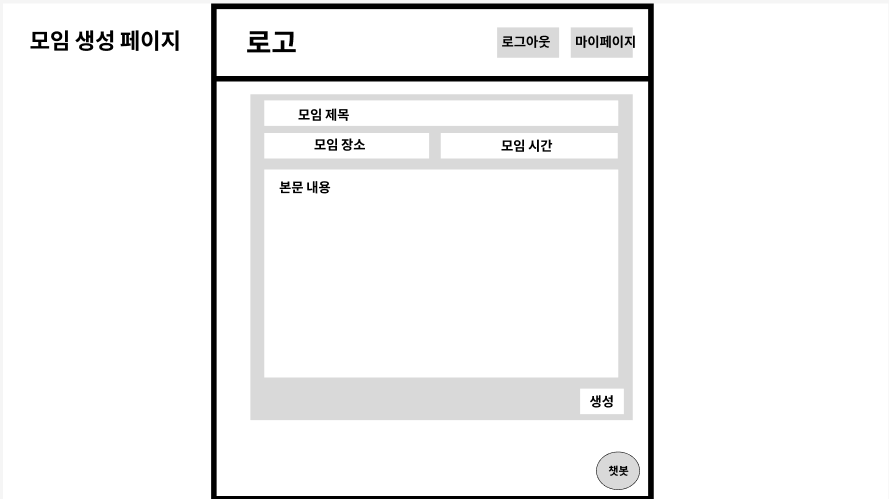 모임 생성 페이지
로고
로그아웃
마이페이지
모임 제목
모임 장소
모임 시간
본문 내용
생성
챗봇